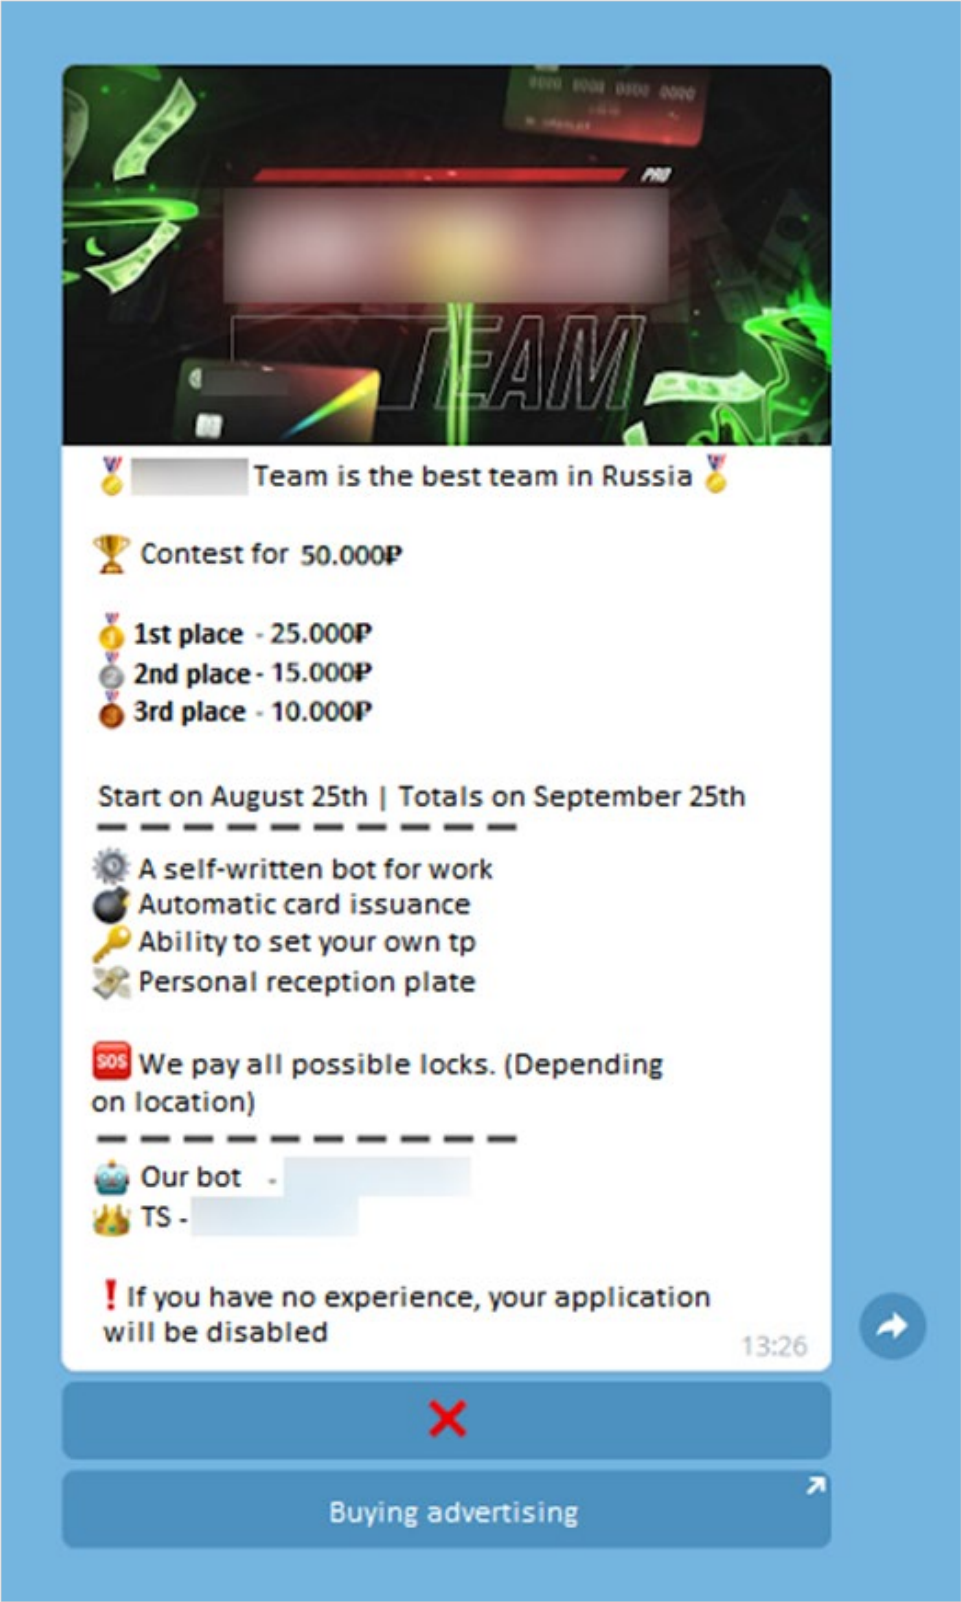 0000 0000 0000 0000
PRO
TEAM
Team is the best team in Russia
Contest for 50.000₽
1st place - 25.000₽
2nd place - 15.000₽
3rd place - 10.000₽
Start on August 25th | Totals on September 25th
A self-written bot for work
Automatic card issuance
Ability to set your own tp
Personal reception plate
SOS We pay all possible locks. (Depending
on location)
Our bot -
TS -
If you have no experience, your application
will be disabled
13:26
Buying advertising